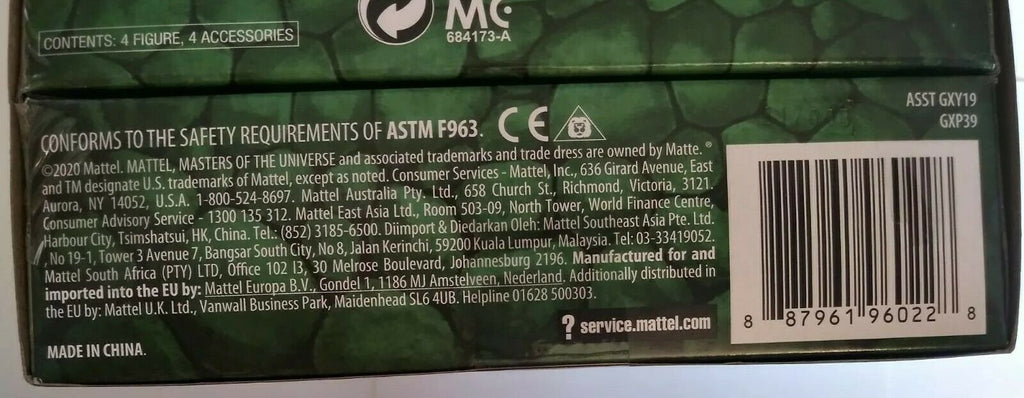 CONTENTS: 4 FIGURE, 4 ACCESSORIES
MC
684173-A
ASST GXY19
GXP39
CONFORMS TO THE SAFETY REQUIREMENTS OF ASTM F963. CE
©2020 Mattel. MATTEL, MASTERS OF THE UNIVERSE and associated trademarks and trade dress are owned by Matte. ®
and TM designate U.S. trademarks of Mattel, except as noted. Consumer Services - Mattel, Inc., 636 Girard Avenue, East
Aurora, NY 14052, U.S.A. 1-800-524-8697. Mattel Australia Pty. Ltd., 658 Church St., Richmond, Victoria, 3121.
Consumer Advisory Service - 1300 135 312. Mattel East Asia Ltd., Room 503-09, North Tower, World Finance Centre,
Harbour City, Tsimshatsui, HK, China. Tel.: (852) 3185-6500. Diimport & Diedarkan Oleh: Mattel Southeast Asia Pte. Ltd.
, No 19-1, Tower 3 Avenue 7, Bangsar South City, No 8, Jalan Kerinchi, 59200 Kuala Lumpur, Malaysia. Tel: 03-33419052.
Mattel South Africa (PTY) LTD, Office 102 I3, 30 Melrose Boulevard, Johannesburg 2196. Manufactured for and
imported into the EU by: Mattel Europa B.V., Gondel 1, 1186 MJ Amstelveen, Nederland. Additionally distributed in
the EU by: Mattel U.K. Ltd., Vanwall Business Park, Maidenhead SL6 4UB. Helpline 01628 500303.
? service.mattel.com
MADE IN CHINA.
8 87961 96022 8